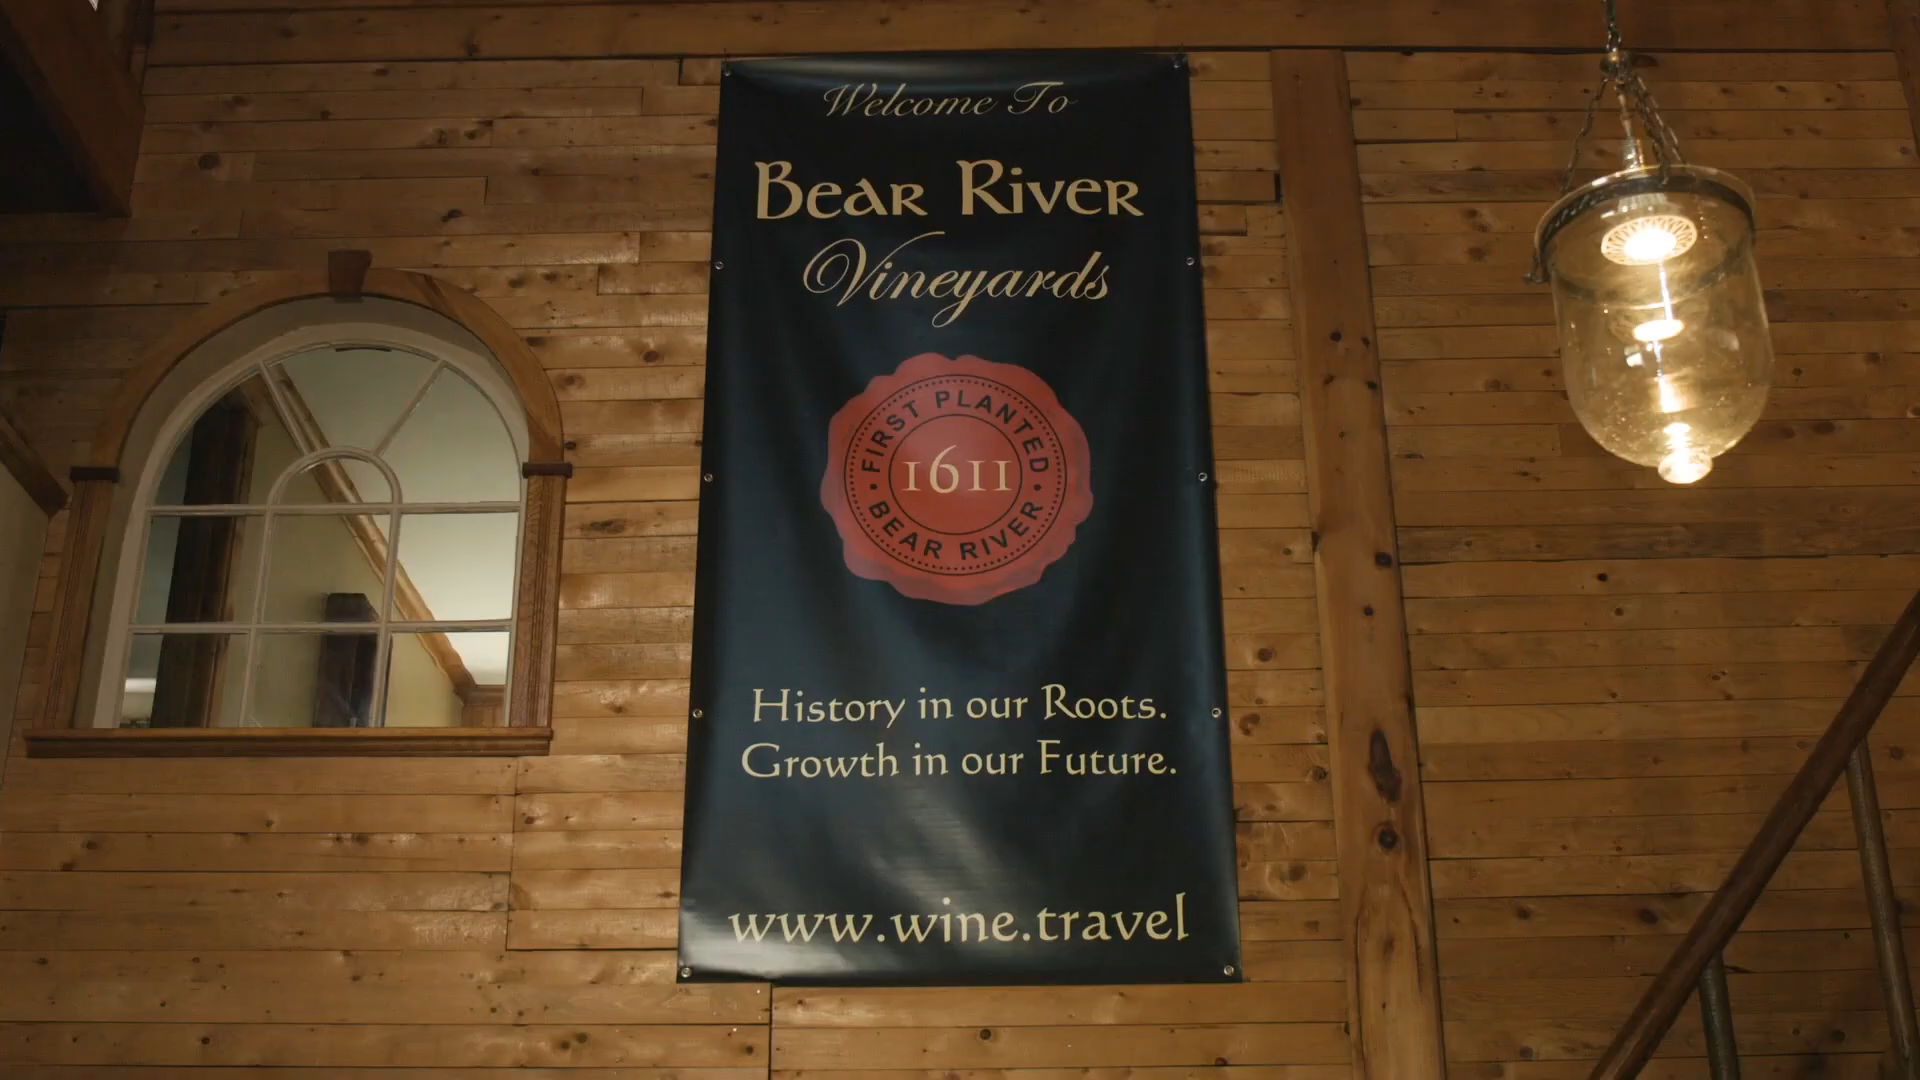 Welcome To
Bear River
Vineyards
FIRST PLANTED
1611
• BEAR RIVER •
History in our Roots.
Growth in our Future.
www.wine.travel